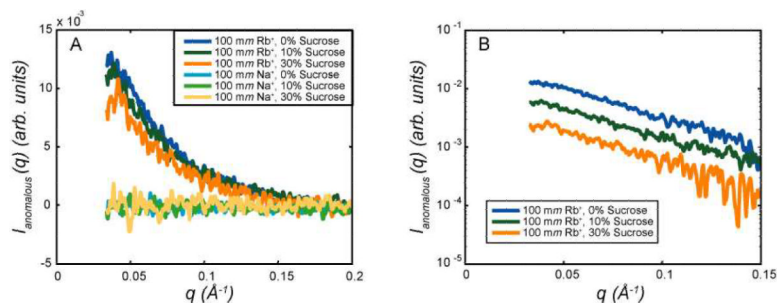 15 × 10⁻³
A
100 mm Rb⁺, 0% Sucrose
100 mm Rb⁺, 10% Sucrose
100 mm Rb⁺, 30% Sucrose
100 mm Na⁺, 0% Sucrose
100 mm Na⁺, 10% Sucrose
100 mm Na⁺, 30% Sucrose
10
5
0
-5
I anomalous (q) (arb. units)
0 0.05 0.1 0.15 0.2
q (Å⁻¹)
B
10⁻¹
10⁻²
10⁻³
10⁻⁴
10⁻⁵
I anomalous (q) (arb. units)
100 mm Rb⁺, 0% Sucrose
100 mm Rb⁺, 10% Sucrose
100 mm Rb⁺, 30% Sucrose
0 0.05 0.1 0.15
q (Å⁻¹)